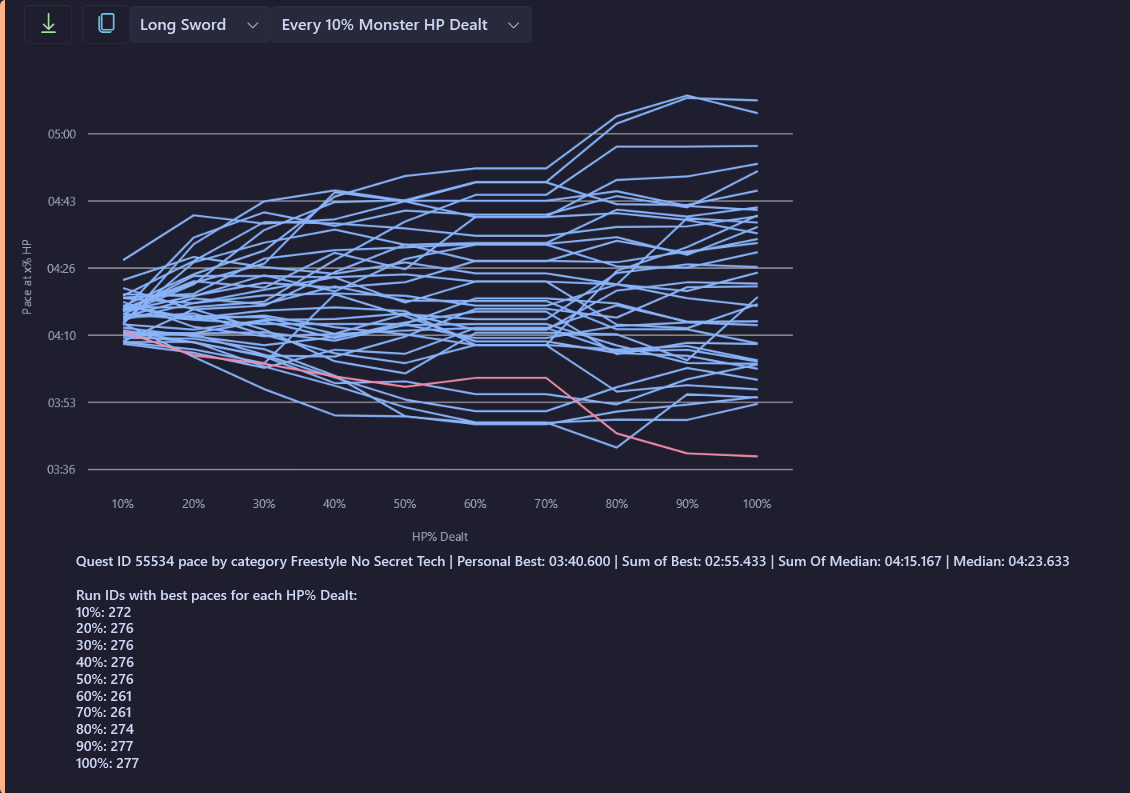 Long Sword
Every 10% Monster HP Dealt
05:00
04:43
04:26
04:10
03:53
03:36
Pace at x% HP
10% 20% 30% 40% 50% 60% 70% 80% 90% 100%
HP% Dealt
Quest ID 55534 pace by category Freestyle No Secret Tech | Personal Best: 03:40.600 | Sum of Best: 02:55.433 | Sum Of Median: 04:15.167 | Median: 04:23.633
Run IDs with best paces for each HP% Dealt:
10%: 272
20%: 276
30%: 276
40%: 276
50%: 276
60%: 261
70%: 261
80%: 274
90%: 277
100%: 277